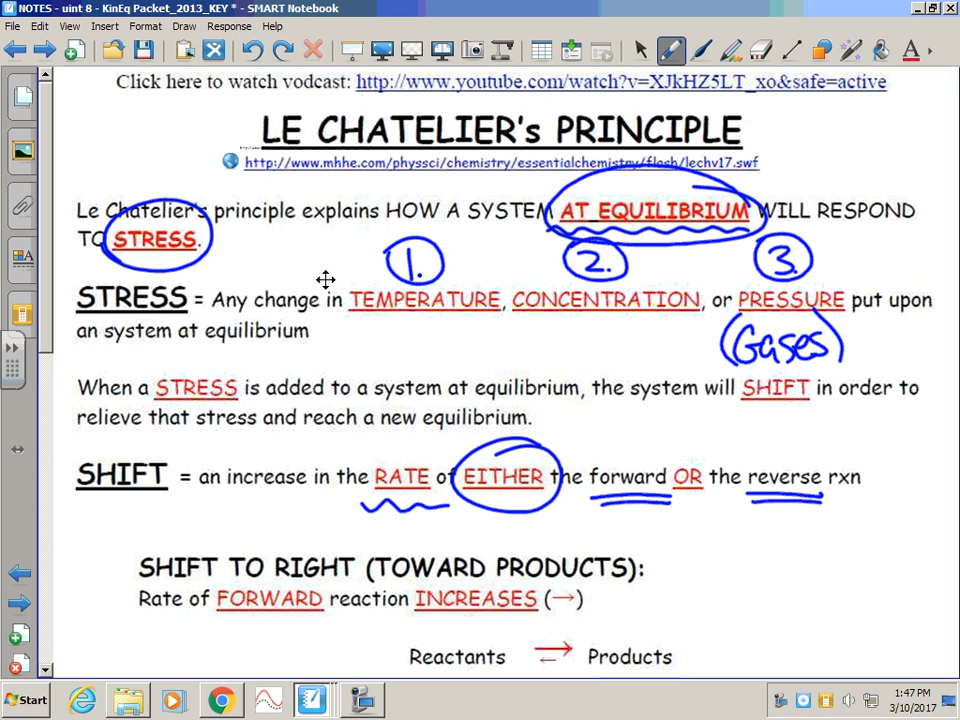 NOTES - uint 8 - KinEq Packet_2013_KEY * - SMART Notebook
File Edit View Insert Format Draw Response Help
Click here to watch vodcast: http://www.youtube.com/watch?v=XJkHZ5LT_xo&safe=active
LE CHATELIER's PRINCIPLE
http://www.mhhe.com/physsci/chemistry/essentialchemistry/flash/lechv17.swf
Le Chatelier's principle explains HOW A SYSTEM AT EQUILIBRIUM WILL RESPOND
TO STRESS.
1. 2. 3.
STRESS = Any change in TEMPERATURE, CONCENTRATION, or PRESSURE put upon
an system at equilibrium
(Gases)
When a STRESS is added to a system at equilibrium, the system will SHIFT in order to
relieve that stress and reach a new equilibrium.
SHIFT = an increase in the RATE of EITHER the forward OR the reverse rxn
SHIFT TO RIGHT (TOWARD PRODUCTS):
Rate of FORWARD reaction INCREASES (→)
Reactants ⇄ Products
Start
1:47 PM
3/10/2017